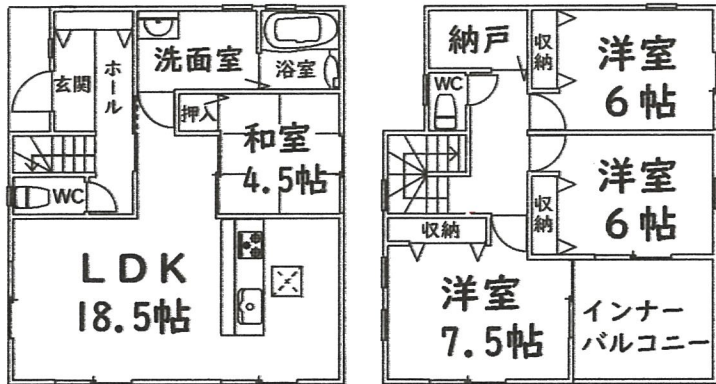 玄関
ホール
洗面室
浴室
押入
和室
4.5帖
WC
LDK
18.5帖
納戸
収納
洋室
6帖
WC
洋室
6帖
収納
収納
洋室
7.5帖
インナー
バルコニー